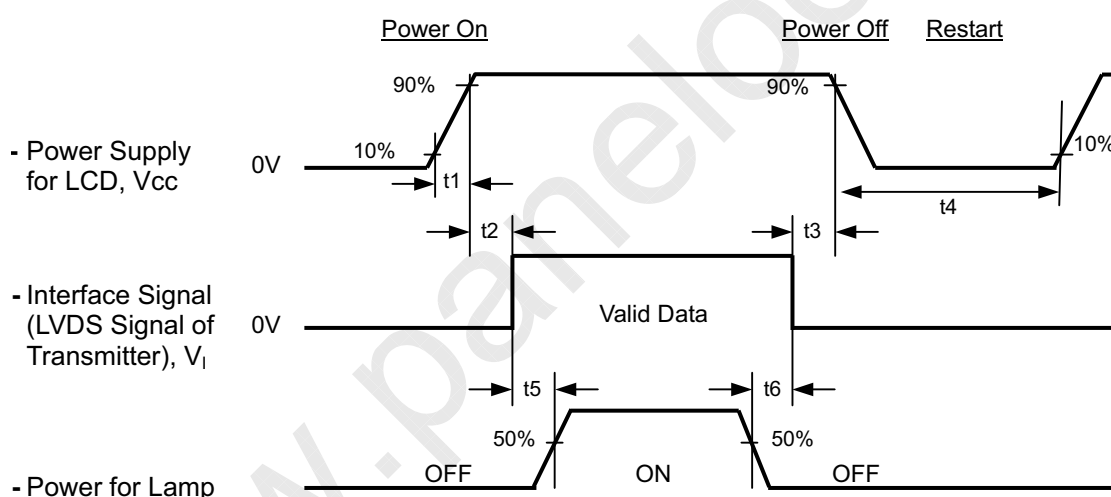 Power On
Power Off Restart
90%
90%
- Power Supply
for LCD, Vcc
0V
10%
10%
t1
t4
t2
t3
- Interface Signal
(LVDS Signal of
Transmitter), VI
0V
Valid Data
t5
t6
50%
50%
- Power for Lamp
OFF
ON
OFF
www.paneloo